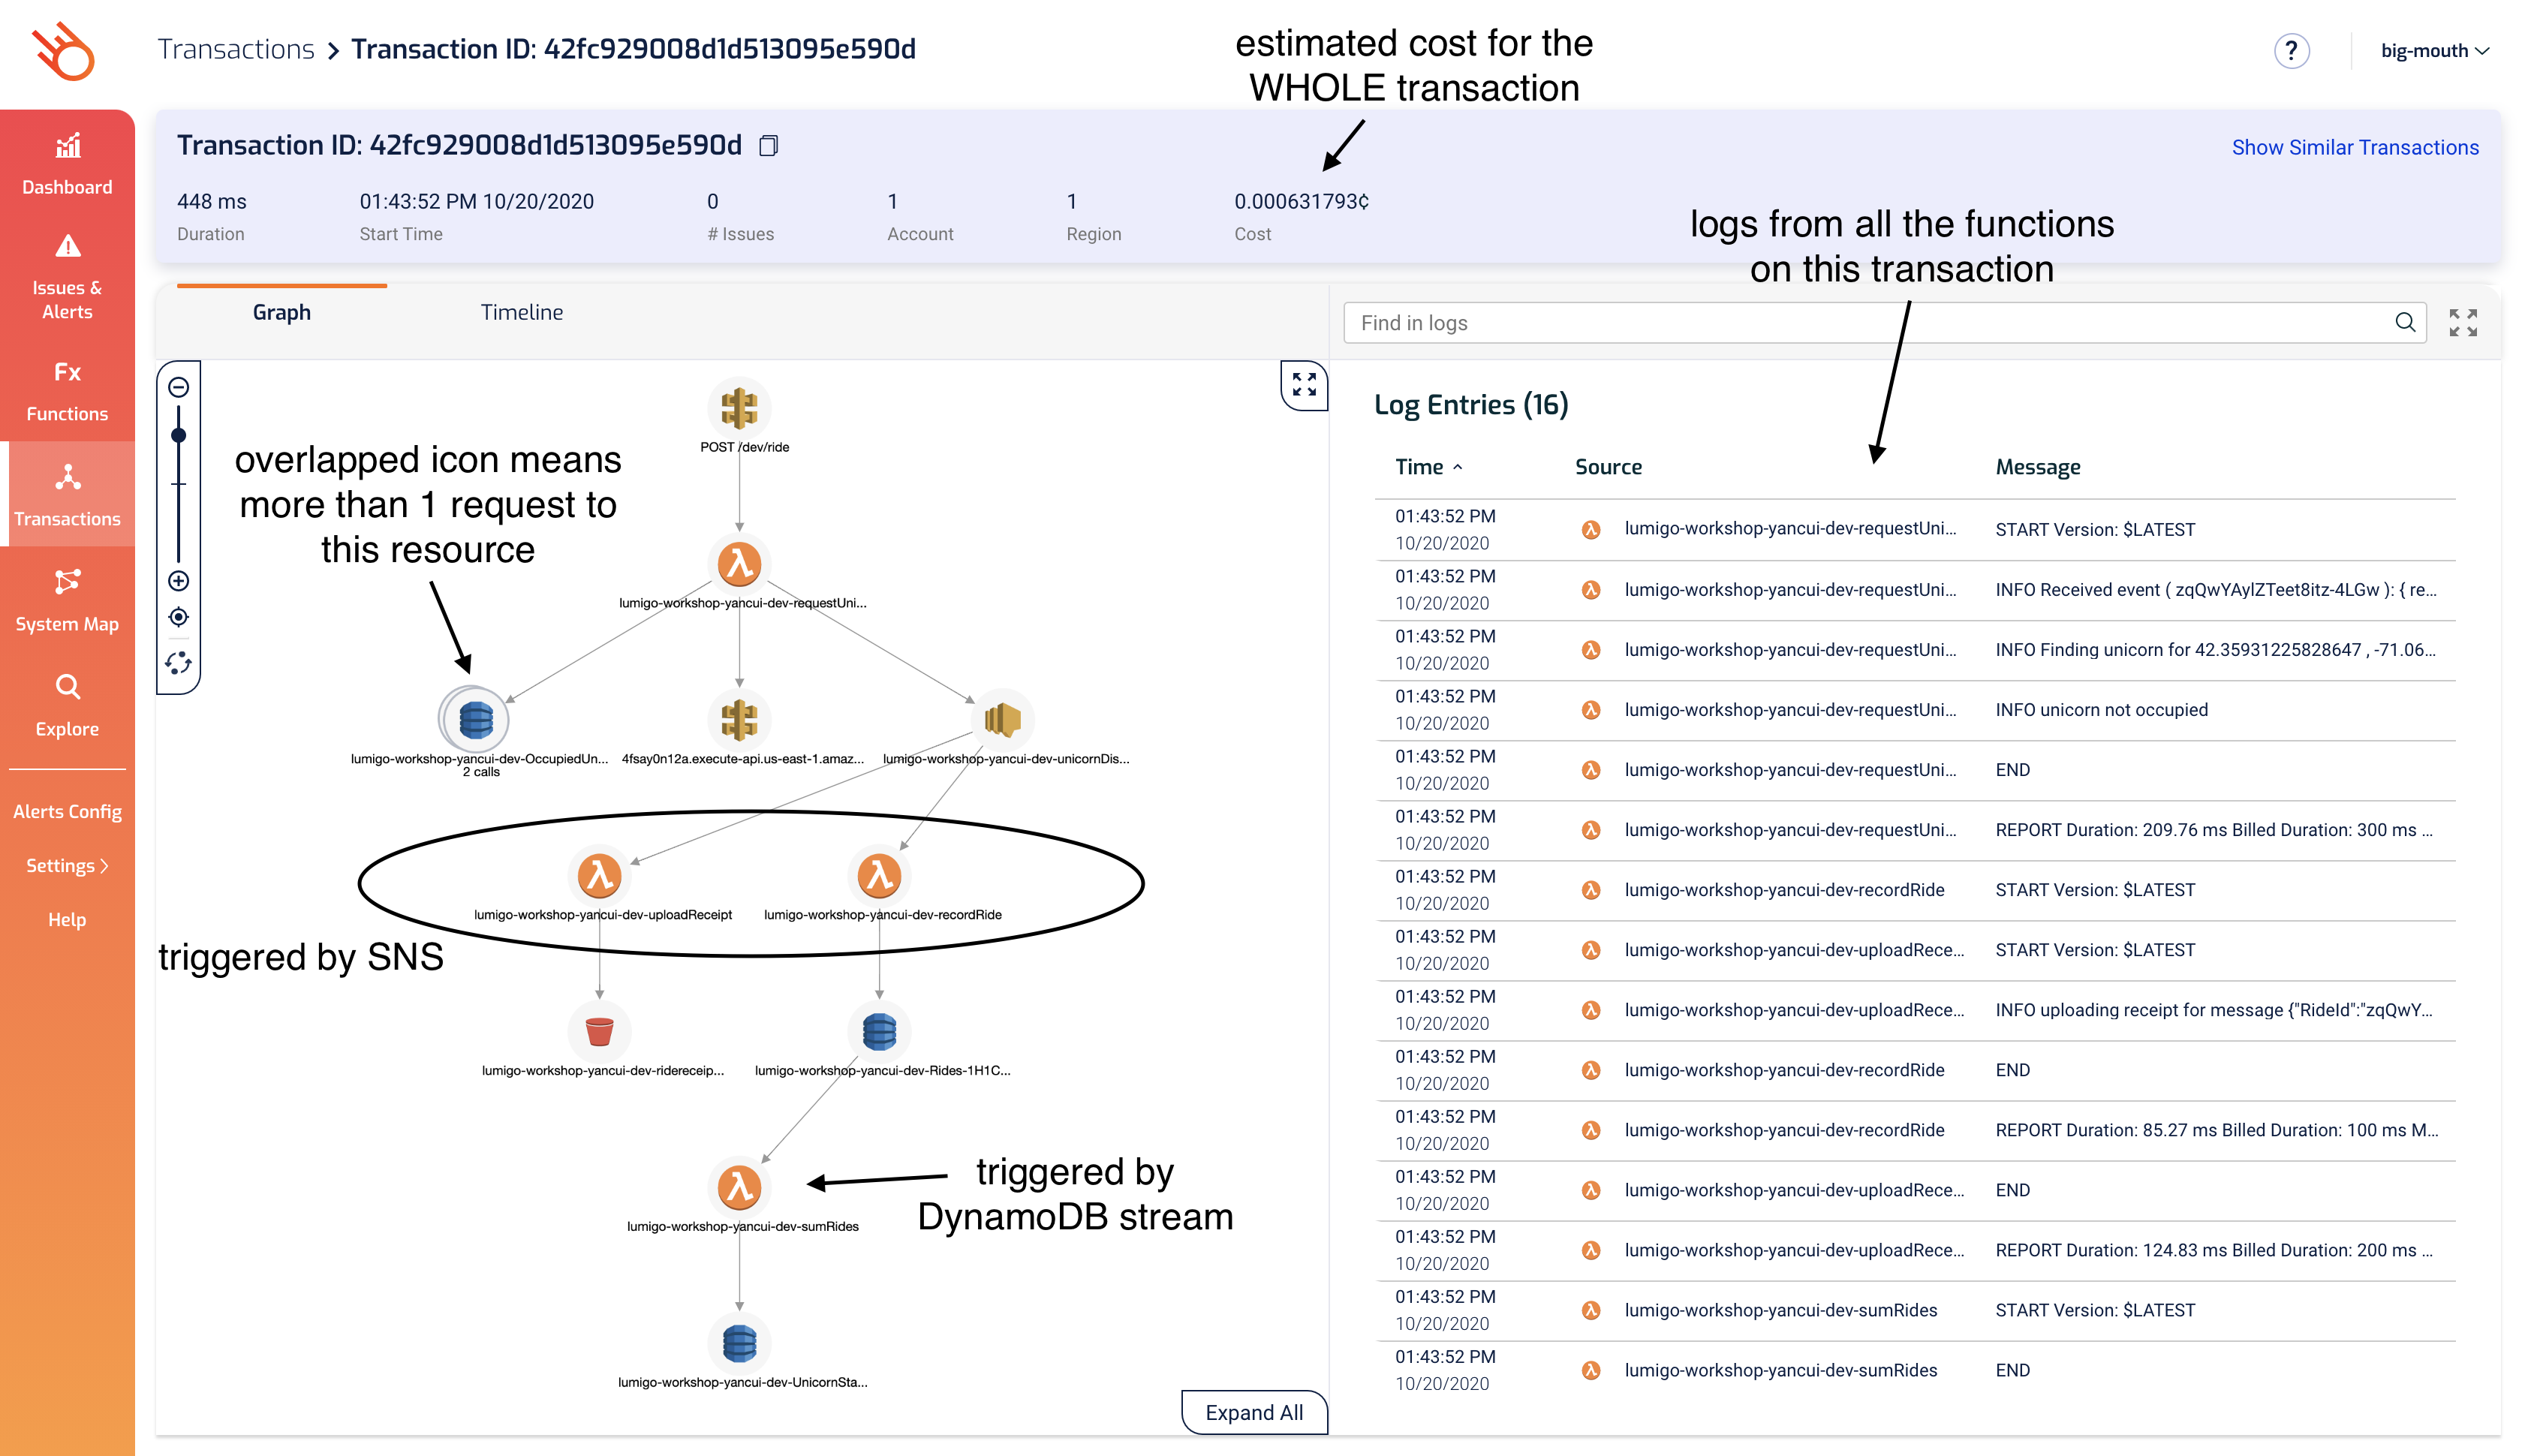 Transactions > Transaction ID: 42fc929008d1d513095e590d
estimated cost for the
WHOLE transaction
?
big-mouth
Dashboard
Issues &
Alerts
Fx
Functions
Transactions
System Map
Explore
Alerts Config
Settings >
Help
Transaction ID: 42fc929008d1d513095e590d
Show Similar Transactions
448 ms
01:43:52 PM 10/20/2020
0
1
1
0.000631793¢
Duration
Start Time
# Issues
Account
Region
Cost
logs from all the functions
on this transaction
Graph
Timeline
Find in logs
overlapped icon means
more than 1 request to
this resource
POST /dev/ride
lumigo-workshop-yancui-dev-requestUni...
lumigo-workshop-yancui-dev-OccupiedUn...
2 calls
4fsay0n12a.execute-api.us-east-1.amaz...
lumigo-workshop-yancui-dev-unicornDis...
lumigo-workshop-yancui-dev-uploadReceipt
lumigo-workshop-yancui-dev-recordRide
triggered by SNS
lumigo-workshop-yancui-dev-ridereceip...
lumigo-workshop-yancui-dev-Rides-1H1C...
triggered by
DynamoDB stream
lumigo-workshop-yancui-dev-sumRides
lumigo-workshop-yancui-dev-UnicornSta...
Expand All
Log Entries (16)
Time
Source
Message
01:43:52 PM
10/20/2020
lumigo-workshop-yancui-dev-requestUni...
START Version: $LATEST
01:43:52 PM
10/20/2020
lumigo-workshop-yancui-dev-requestUni...
INFO Received event ( zqQwYAylZTeet8itz-4LGw ): { re...
01:43:52 PM
10/20/2020
lumigo-workshop-yancui-dev-requestUni...
INFO Finding unicorn for 42.35931225828647 , -71.06...
01:43:52 PM
10/20/2020
lumigo-workshop-yancui-dev-requestUni...
INFO unicorn not occupied
01:43:52 PM
10/20/2020
lumigo-workshop-yancui-dev-requestUni...
END
01:43:52 PM
10/20/2020
lumigo-workshop-yancui-dev-requestUni...
REPORT Duration: 209.76 ms Billed Duration: 300 ms ...
01:43:52 PM
10/20/2020
lumigo-workshop-yancui-dev-recordRide
START Version: $LATEST
01:43:52 PM
10/20/2020
lumigo-workshop-yancui-dev-uploadRece...
START Version: $LATEST
01:43:52 PM
10/20/2020
lumigo-workshop-yancui-dev-uploadRece...
INFO uploading receipt for message {"RideId":"zqQwY...
01:43:52 PM
10/20/2020
lumigo-workshop-yancui-dev-recordRide
END
01:43:52 PM
10/20/2020
lumigo-workshop-yancui-dev-recordRide
REPORT Duration: 85.27 ms Billed Duration: 100 ms M...
01:43:52 PM
10/20/2020
lumigo-workshop-yancui-dev-uploadRece...
END
01:43:52 PM
10/20/2020
lumigo-workshop-yancui-dev-uploadRece...
REPORT Duration: 124.83 ms Billed Duration: 200 ms ...
01:43:52 PM
10/20/2020
lumigo-workshop-yancui-dev-sumRides
START Version: $LATEST
01:43:52 PM
10/20/2020
lumigo-workshop-yancui-dev-sumRides
END